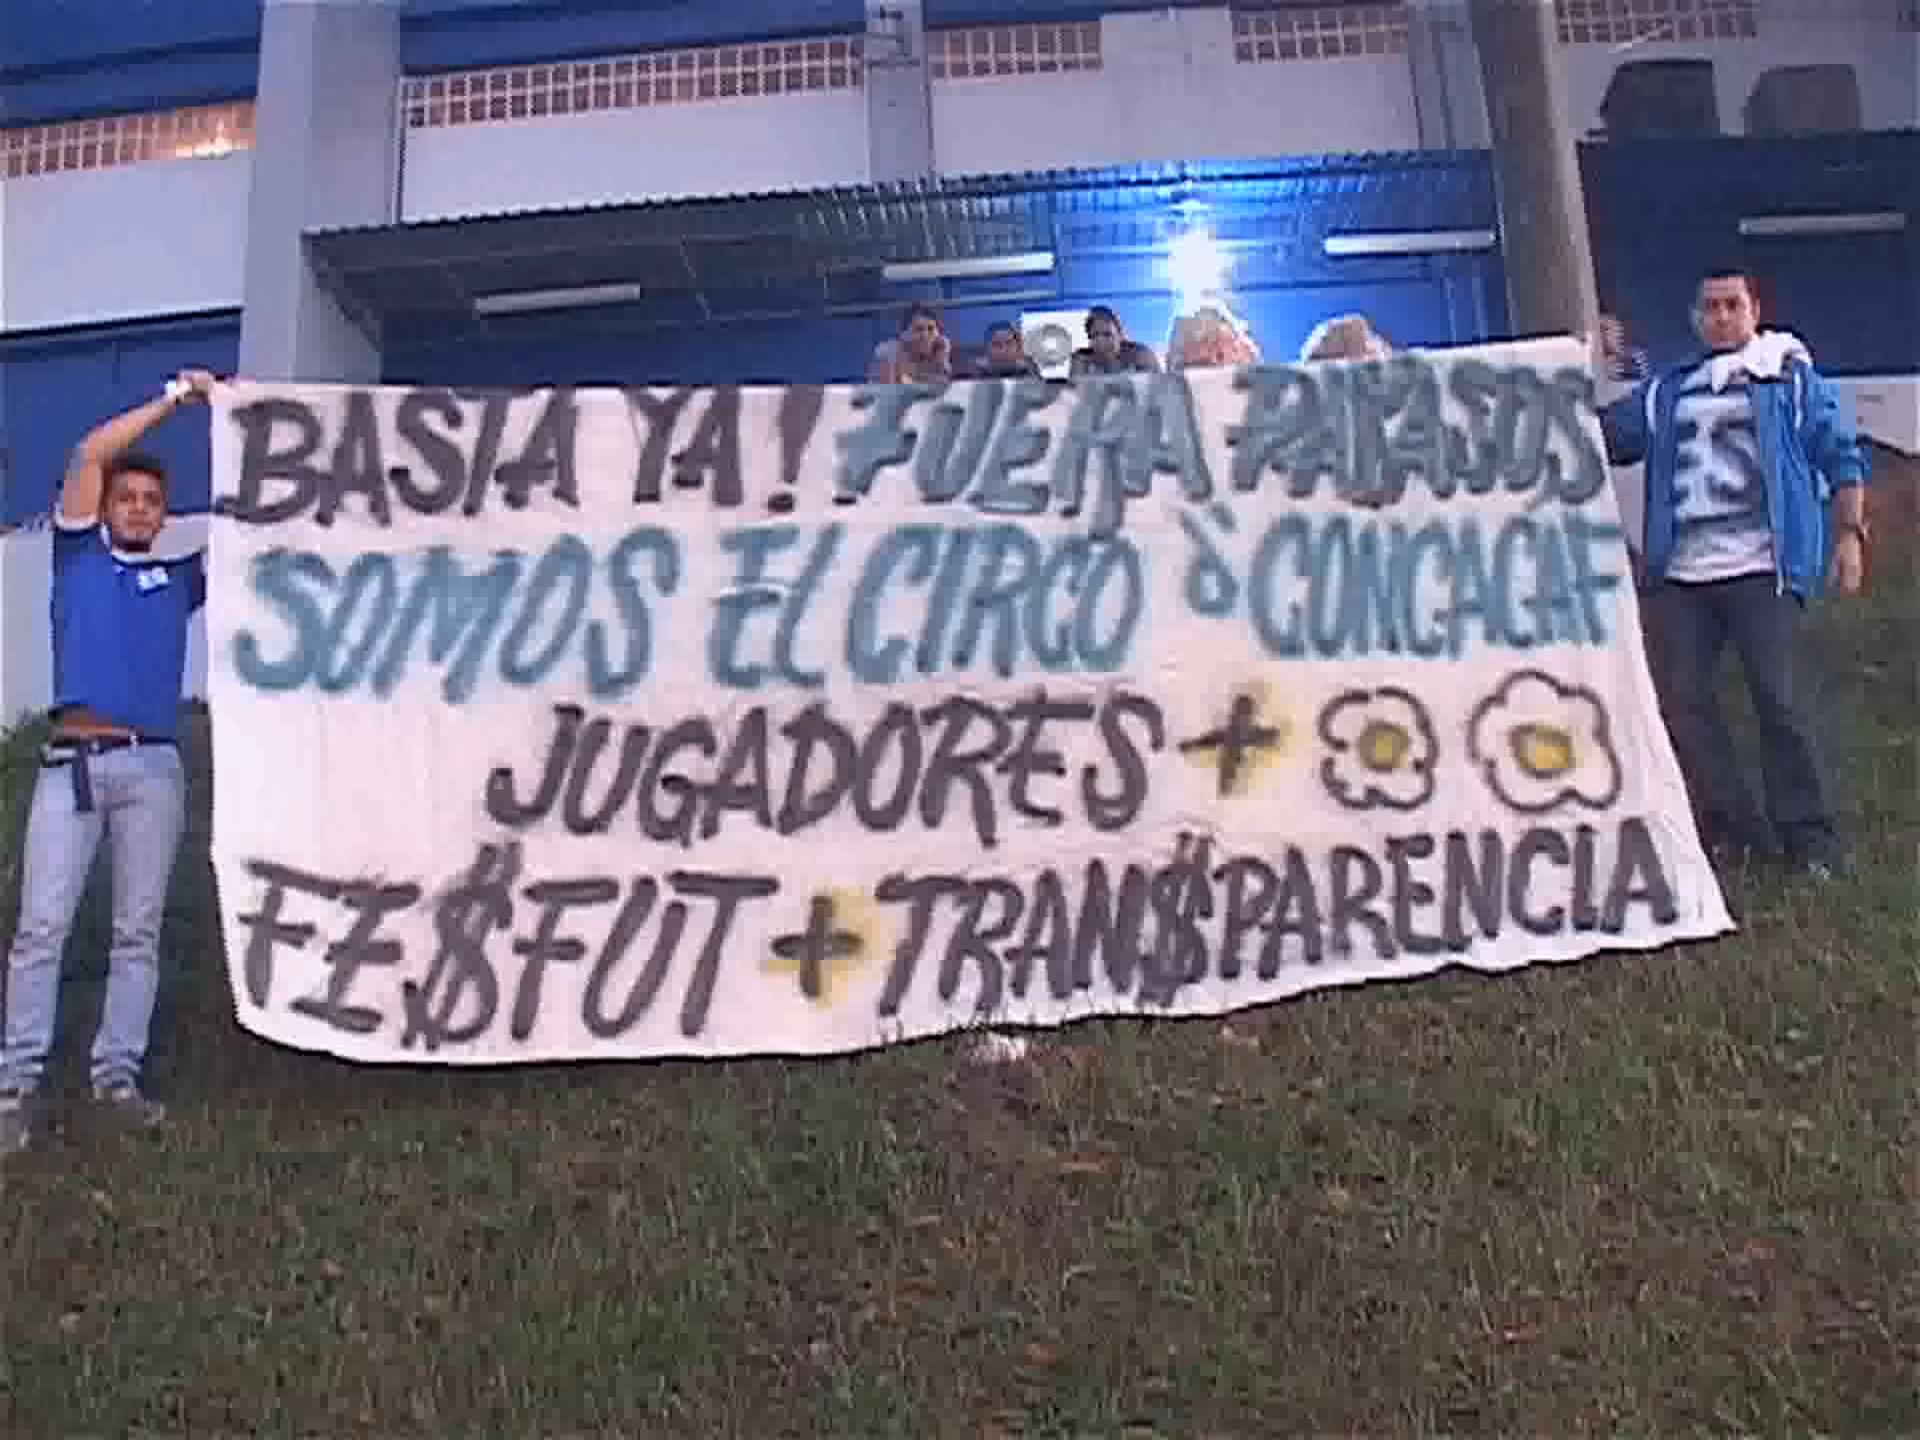 BASTA YA! FUERA PAYASOS
SOMOS EL CIRCO D' CONCACAF
JUGADORES +
FE$FUT + TRAN$PARENCIA